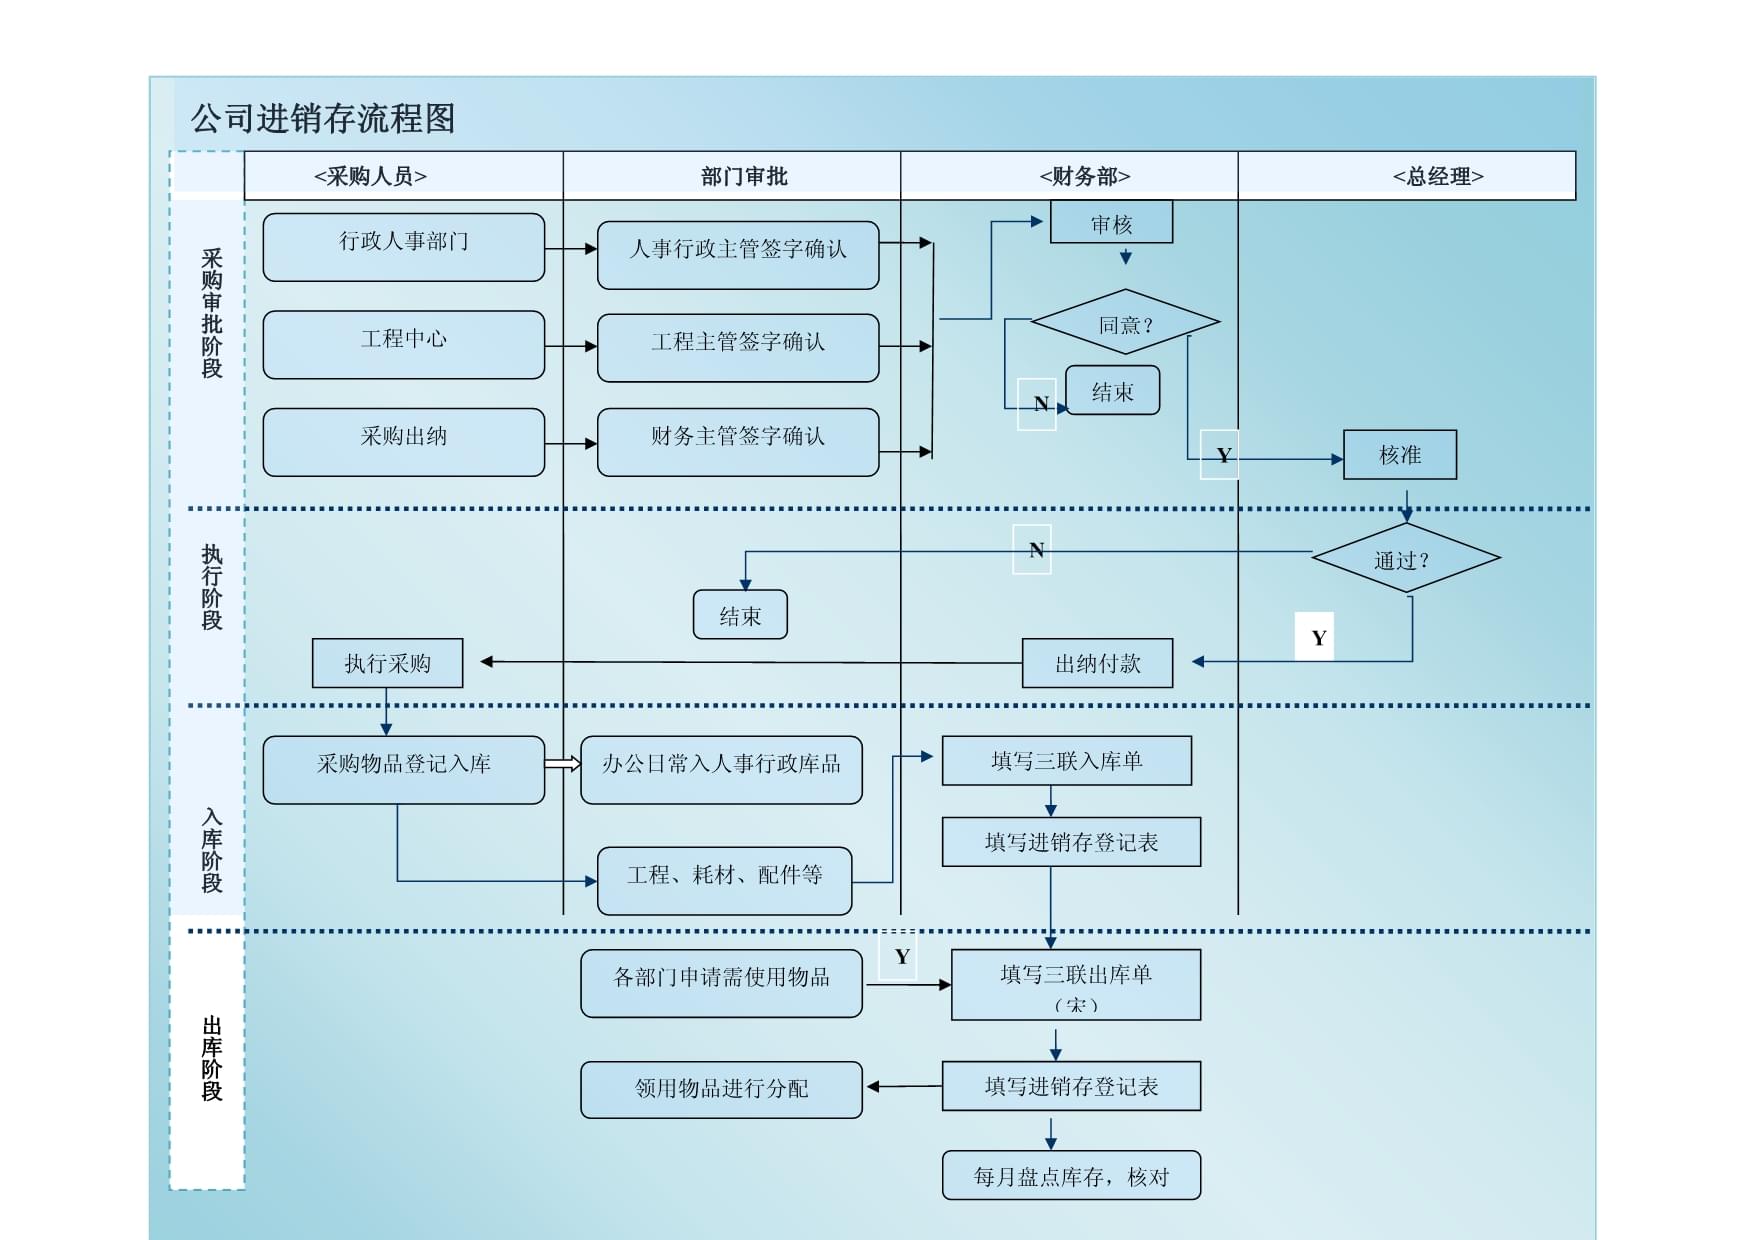 公司进销存流程图
<采购人员> 部门审批 <财务部> <总经理>
采购审批阶段
行政人事部门
人事行政主管签字确认
审核
工程中心
工程主管签字确认
同意？
采购出纳
财务主管签字确认
结束
N
Y
核准
执行阶段
N
通过？
结束
Y
执行采购
出纳付款
入库阶段
采购物品登记入库
办公日常入人事行政库品
填写三联入库单
填写进销存登记表
工程、耗材、配件等
出库阶段
Y
各部门申请需使用物品
填写三联出库单
（宋）
领用物品进行分配
填写进销存登记表
每月盘点库存，核对